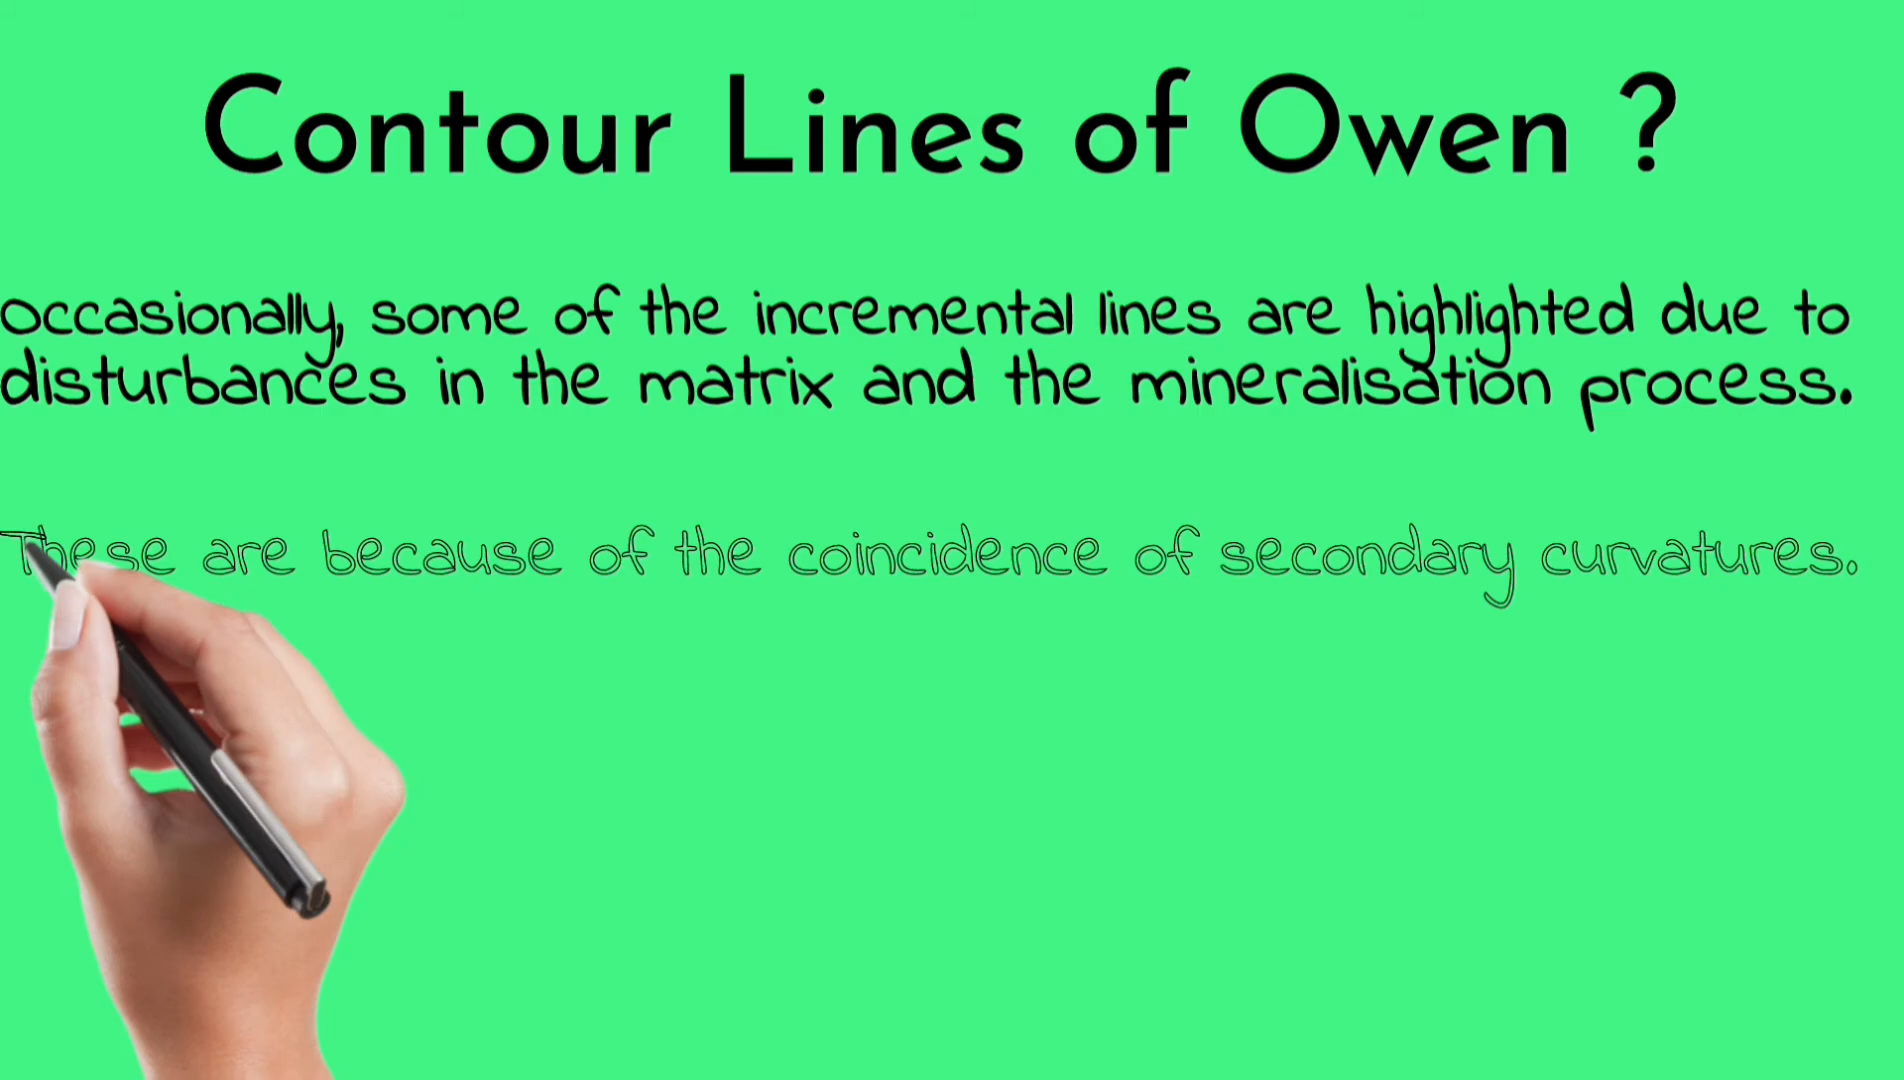 Contour Lines of Owen ?
Occasionally, some of the incremental lines are highlighted due to
disturbances in the matrix and the mineralisation process.
These are because of the coincidence of secondary curvatures.